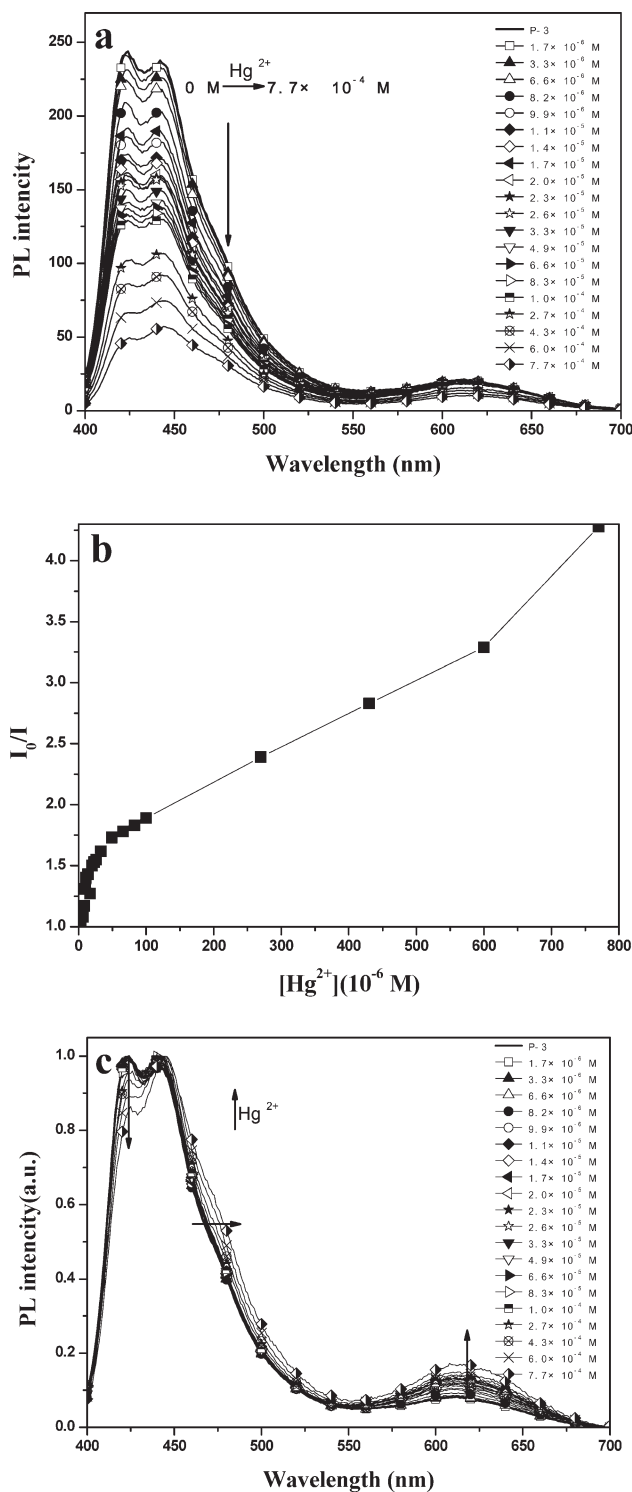 a
250
200
150
100
50
0
PL intencity
400 450 500 550 600 650 700
Wavelength (nm)
Hg 2+
0 M 7.7× 10⁻⁴ M
P-3
1.7× 10⁻⁶ M
3.3× 10⁻⁶ M
6.6× 10⁻⁶ M
8.2× 10⁻⁶ M
9.9× 10⁻⁶ M
1.1× 10⁻⁵ M
1.4× 10⁻⁵ M
1.7× 10⁻⁵ M
2.0× 10⁻⁵ M
2.3× 10⁻⁵ M
2.6× 10⁻⁵ M
3.3× 10⁻⁵ M
4.9× 10⁻⁵ M
6.6× 10⁻⁵ M
8.3× 10⁻⁵ M
1.0× 10⁻⁴ M
2.7× 10⁻⁴ M
4.3× 10⁻⁴ M
6.0× 10⁻⁴ M
7.7× 10⁻⁴ M
b
4.0
3.5
3.0
2.5
2.0
1.5
1.0
I₀/I
0 100 200 300 400 500 600 700 800
[Hg²⁺](10⁻⁶ M)
c
1.0
0.8
0.6
0.4
0.2
0.0
PL intencity(a.u.)
400 450 500 550 600 650 700
Wavelength (nm)
Hg 2+
P-3
1.7× 10⁻⁶ M
3.3× 10⁻⁶ M
6.6× 10⁻⁶ M
8.2× 10⁻⁶ M
9.9× 10⁻⁶ M
1.1× 10⁻⁵ M
1.4× 10⁻⁵ M
1.7× 10⁻⁵ M
2.0× 10⁻⁵ M
2.3× 10⁻⁵ M
2.6× 10⁻⁵ M
3.3× 10⁻⁵ M
4.9× 10⁻⁵ M
6.6× 10⁻⁵ M
8.3× 10⁻⁵ M
1.0× 10⁻⁴ M
2.7× 10⁻⁴ M
4.3× 10⁻⁴ M
6.0× 10⁻⁴ M
7.7× 10⁻⁴ M